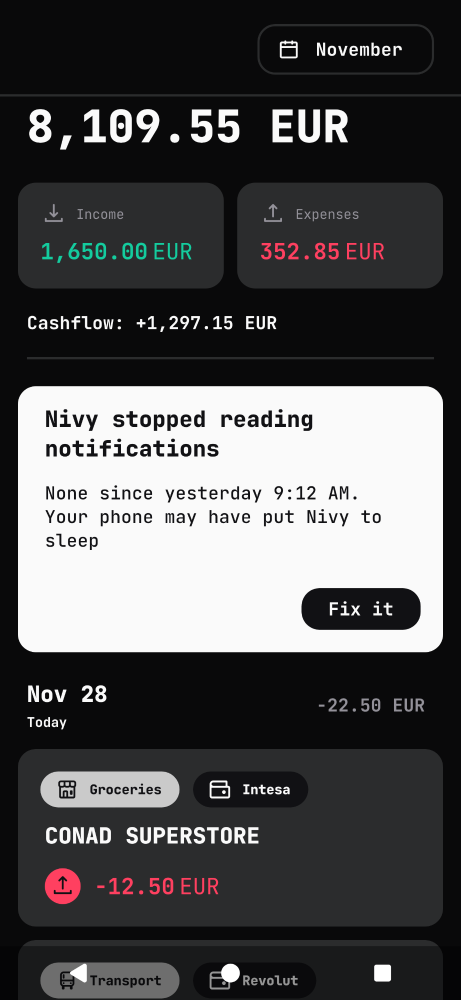 November
8,109.55 EUR
Income
Expenses
1,650.00 EUR
352.85 EUR
Cashflow: +1,297.15 EUR
Nivy stopped reading
notifications
None since yesterday 9:12 AM.
Your phone may have put Nivy to
sleep
Fix it
Nov 28
-22.50 EUR
Today
Groceries
Intesa
CONAD SUPERSTORE
-12.50 EUR
Transport
Revolut